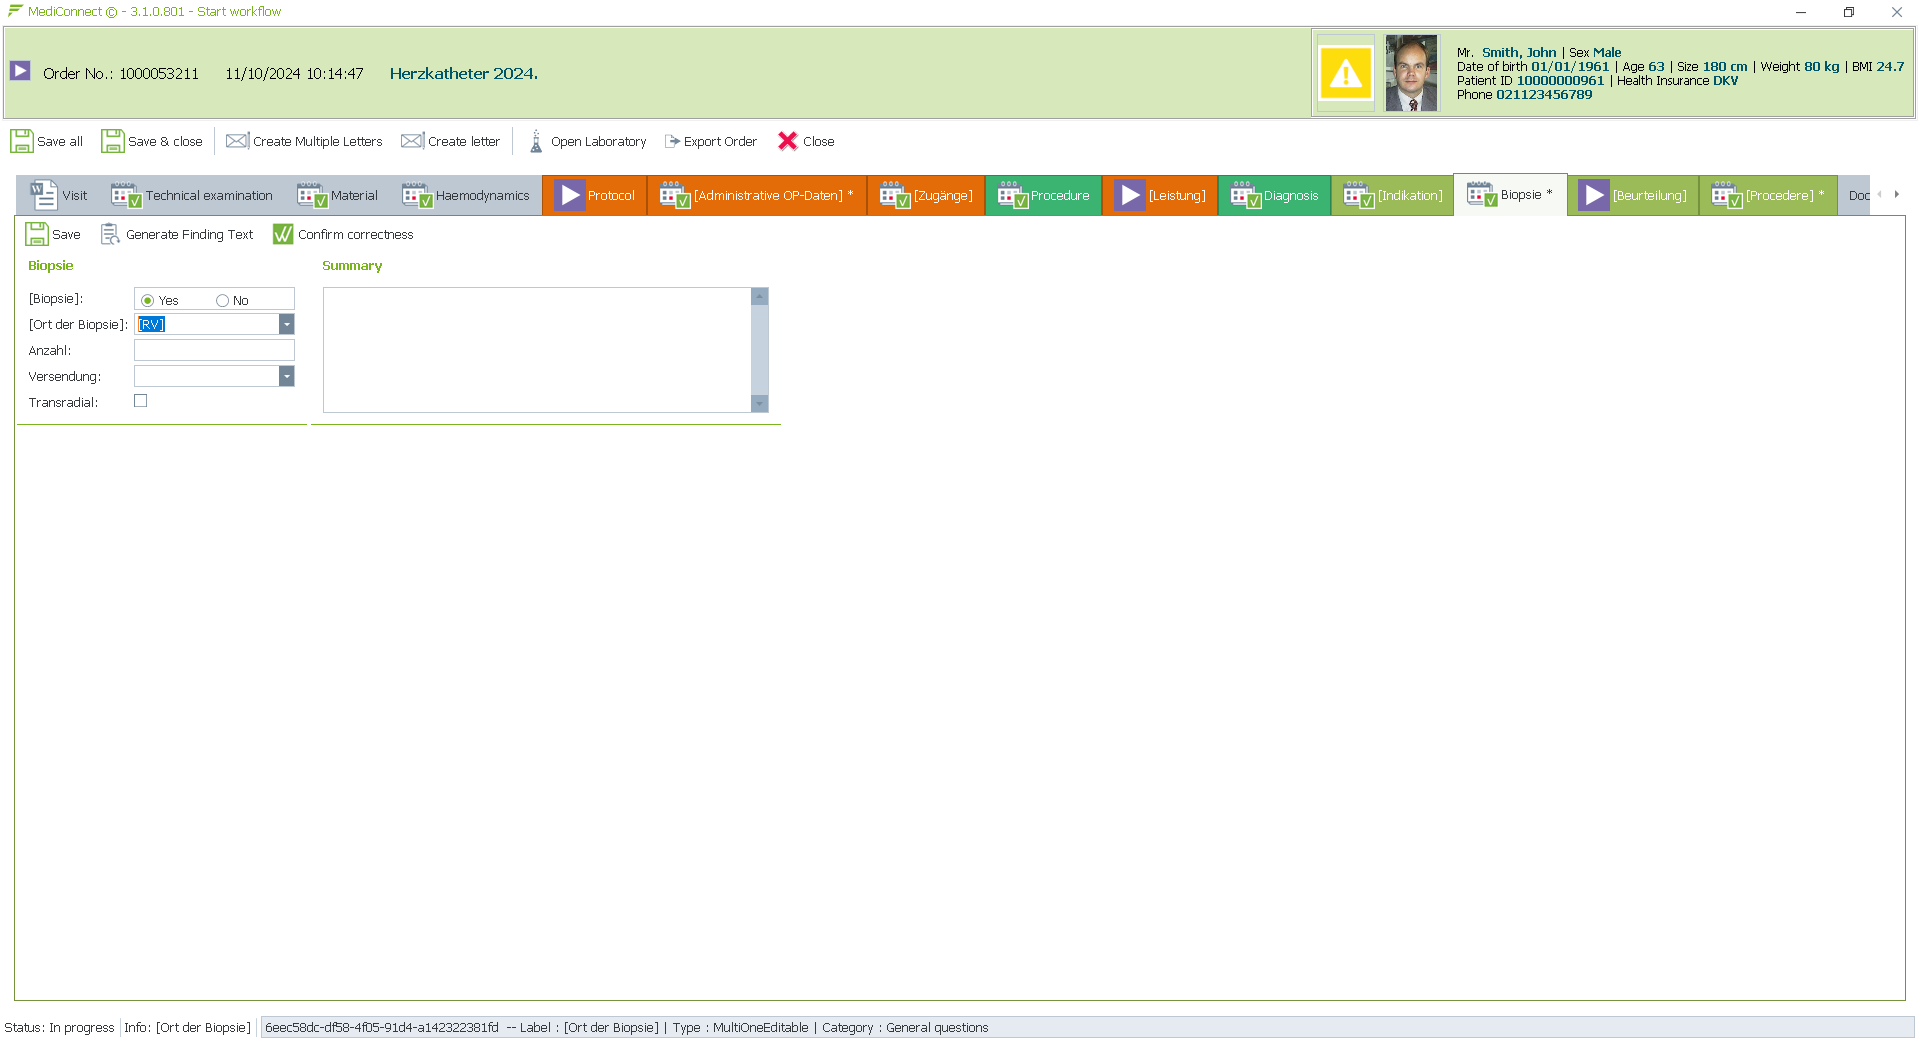 MediConnect © - 3.1.0.801 - Start workflow
Order No.: 1000053211 11/10/2024 10:14:47 Herzkatheter 2024.
Mr. Smith, John | Sex Male
Date of birth 01/01/1961 | Age 63 | Size 180 cm | Weight 80 kg | BMI 24.7
Patient ID 10000000961 | Health Insurance DKV
Phone 021123456789
Save all Save & close Create Multiple Letters Create letter Open Laboratory Export Order Close
Visit Technical examination Material Haemodynamics Protocol [Administrative OP-Daten] * [Zugänge] Procedure [Leistung] Diagnosis [Indikation] Biopsie * [Beurteilung] [Procedere] * Doc
Save Generate Finding Text Confirm correctness
Biopsie Summary
[Biopsie]: Yes No
[Ort der Biopsie]: [RV]
Anzahl:
Versendung:
Transradial:
Status: In progress Info: [Ort der Biopsie] 6eec58dc-df58-4f05-91d4-a142322381fd -- Label : [Ort der Biopsie] | Type : MultiOneEditable | Category : General questions